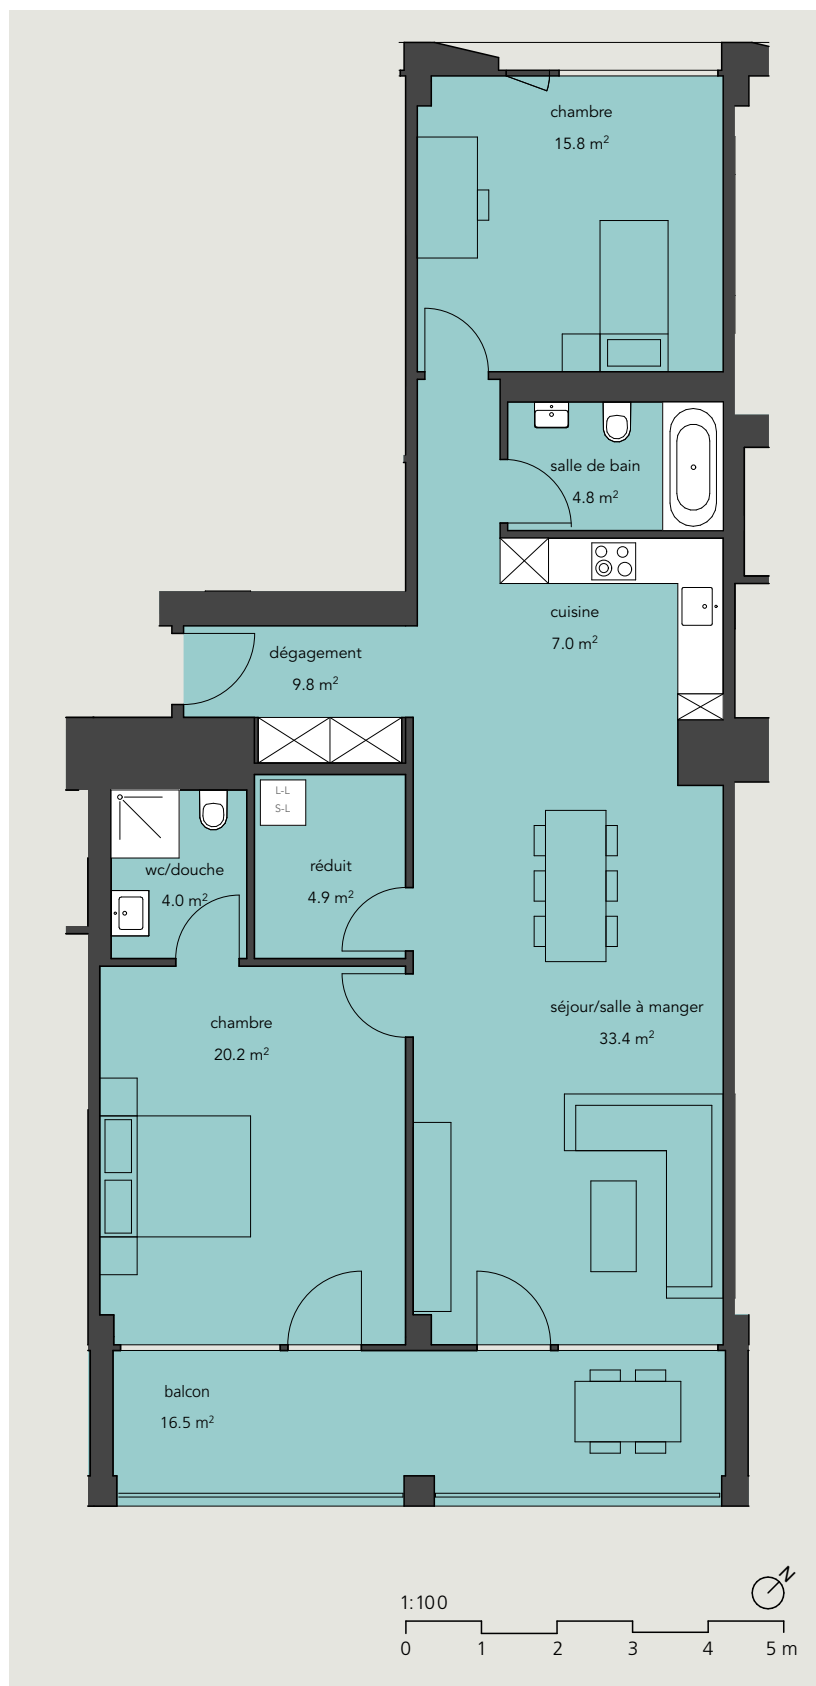 chambre
15.8 m²
salle de bain
4.8 m²
cuisine
7.0 m²
dégagement
9.8 m²
L-L
S-L
wc/douche
4.0 m²
réduit
4.9 m²
séjour/salle à manger
33.4 m²
chambre
20.2 m²
balcon
16.5 m²
N
1:100
0 1 2 3 4 5 m